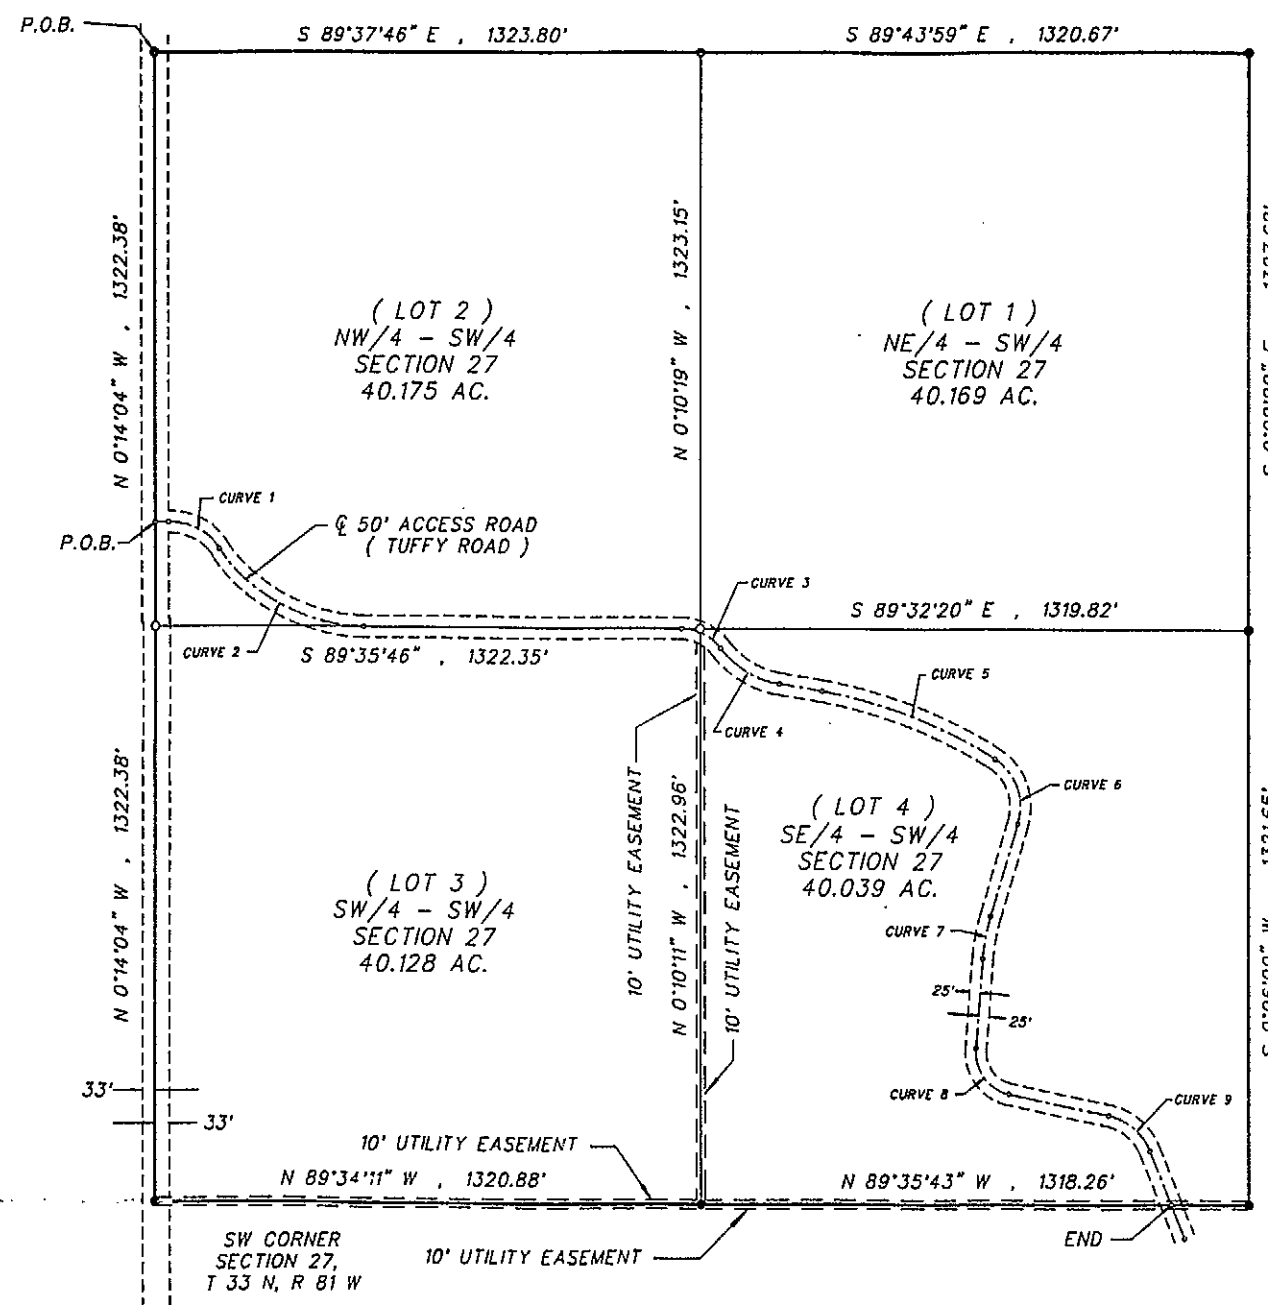 P.O.B.
S 89°37'46" E , 1323.80'
S 89°43'59" E , 1320.67'
N 0°14'04" W , 1322.38'
N 0°10'19" W , 1323.15'
( LOT 2 )
NW/4 - SW/4
SECTION 27
40.175 AC.
( LOT 1 )
NE/4 - SW/4
SECTION 27
40.169 AC.
CURVE 1
℄ 50' ACCESS ROAD
( TUFFY ROAD )
P.O.B.
CURVE 3
S 89°32'20" E , 1319.82'
CURVE 2
S 89°35'46" , 1322.35'
CURVE 5
CURVE 4
N 0°14'04" W , 1322.38'
10' UTILITY EASEMENT
N 0°10'11" W , 1322.96'
10' UTILITY EASEMENT
CURVE 6
( LOT 4 )
SE/4 - SW/4
SECTION 27
40.039 AC.
( LOT 3 )
SW/4 - SW/4
SECTION 27
40.128 AC.
CURVE 7
25'
25'
33'
33'
CURVE 8
CURVE 9
10' UTILITY EASEMENT
N 89°34'11" W , 1320.88'
N 89°35'43" W , 1318.26'
SW CORNER
SECTION 27,
T 33 N, R 81 W
10' UTILITY EASEMENT
END